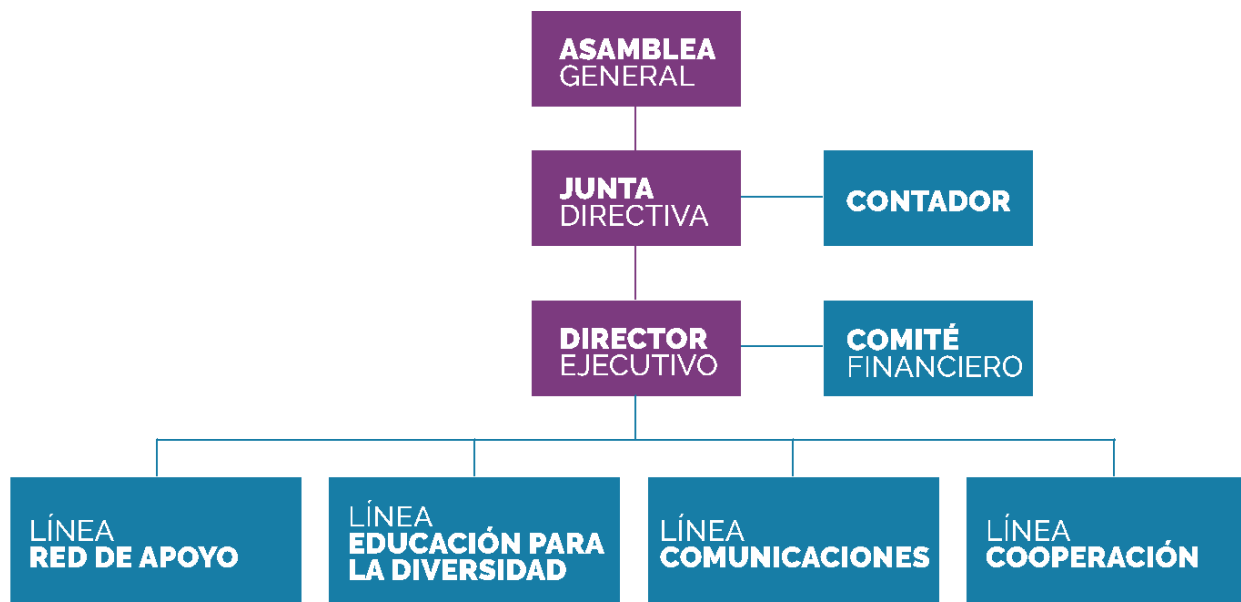 ASAMBLEA
GENERAL
JUNTA
DIRECTIVA
CONTADOR
DIRECTOR
EJECUTIVO
COMITÉ
FINANCIERO
LÍNEA
RED DE APOYO
LÍNEA
EDUCACIÓN PARA
LA DIVERSIDAD
LÍNEA
COMUNICACIONES
LÍNEA
COOPERACIÓN